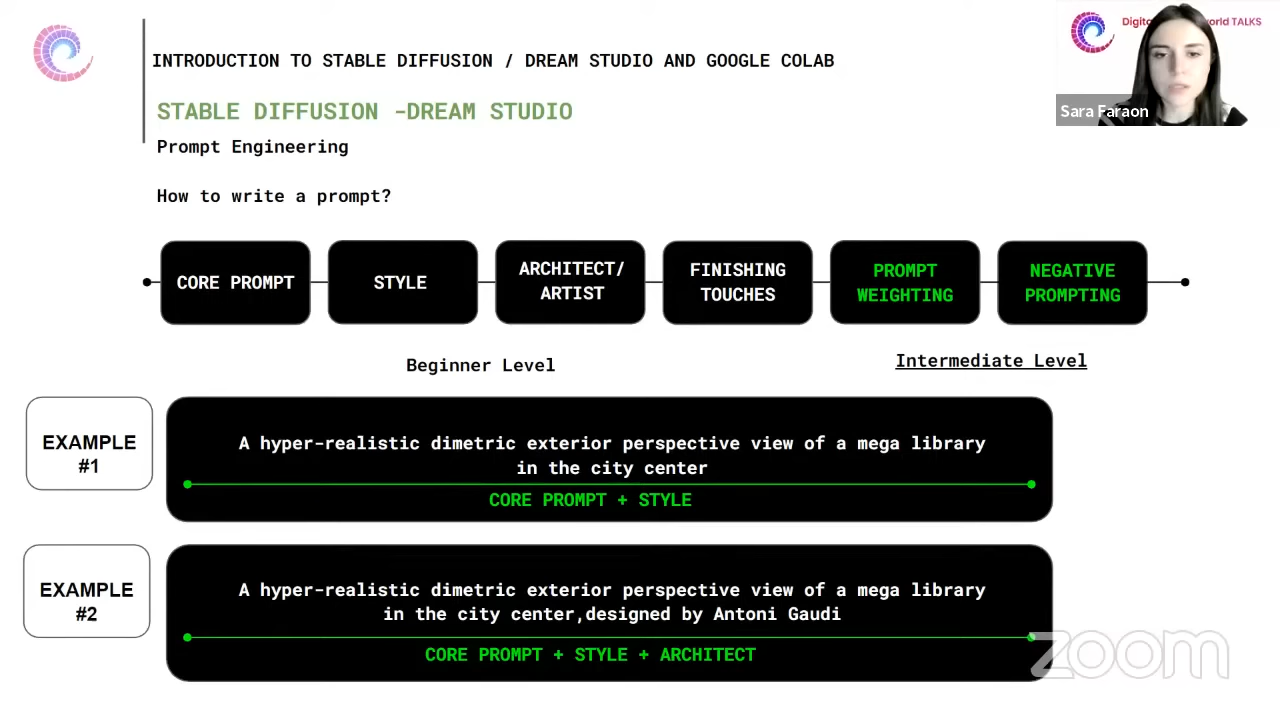 INTRODUCTION TO STABLE DIFFUSION / DREAM STUDIO AND GOOGLE COLAB
STABLE DIFFUSION -DREAM STUDIO
Prompt Engineering
How to write a prompt?
CORE PROMPT
STYLE
ARCHITECT/
ARTIST
FINISHING
TOUCHES
PROMPT
WEIGHTING
NEGATIVE
PROMPTING
Beginner Level
Intermediate Level
EXAMPLE
#1
A hyper-realistic dimetric exterior perspective view of a mega library
in the city center
CORE PROMPT + STYLE
EXAMPLE
#2
A hyper-realistic dimetric exterior perspective view of a mega library
in the city center,designed by Antoni Gaudi
CORE PROMPT + STYLE + ARCHITECT
TALKS
Sara Faraon
zoom